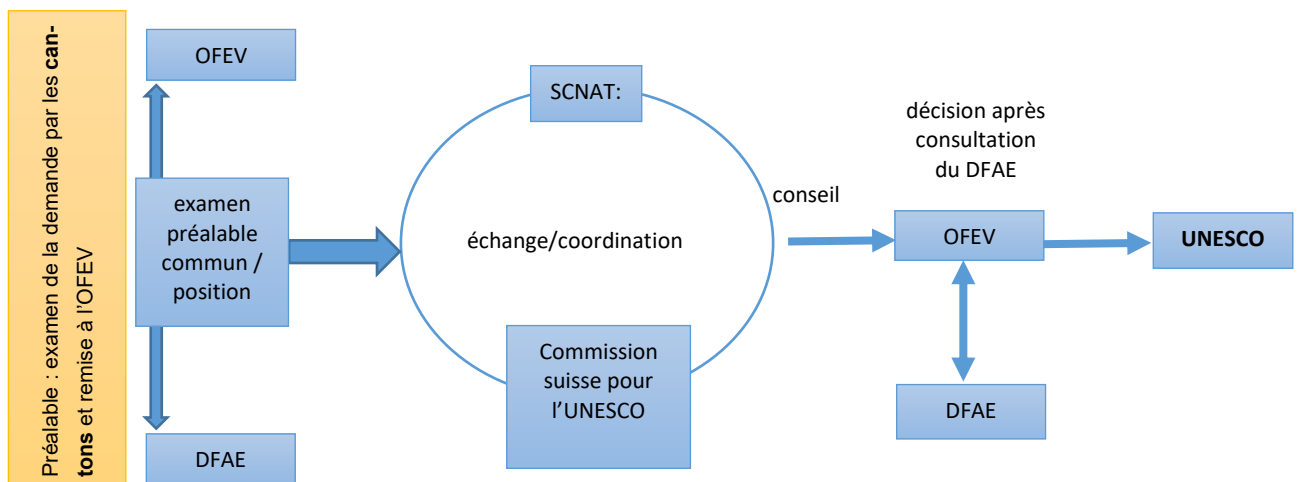 Préalable : examen de la demande par les can-
tons et remise à l'OFEV
OFEV
examen
préalable
commun /
position
DFAE
SCNAT:
échange/coordination
Commission
suisse pour
l'UNESCO
conseil
décision après
consultation
du DFAE
OFEV
DFAE
UNESCO